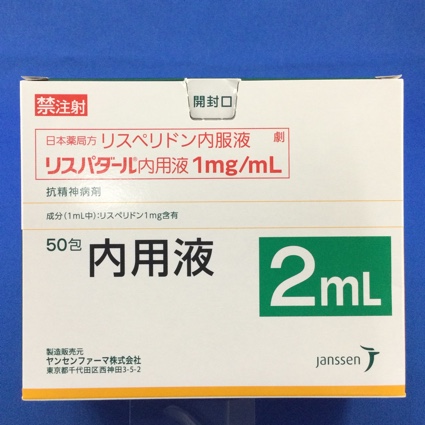 開封口
禁注射
日本薬局方 リスペリドン内服液 劇
リスパダール®内用液 1mg/mL
抗精神病剤
成分(1mL中):リスペリドン1mg含有
50包 内用液
2mL
製造販売元
ヤンセンファーマ株式会社
東京都千代田区西神田3-5-2
janssen